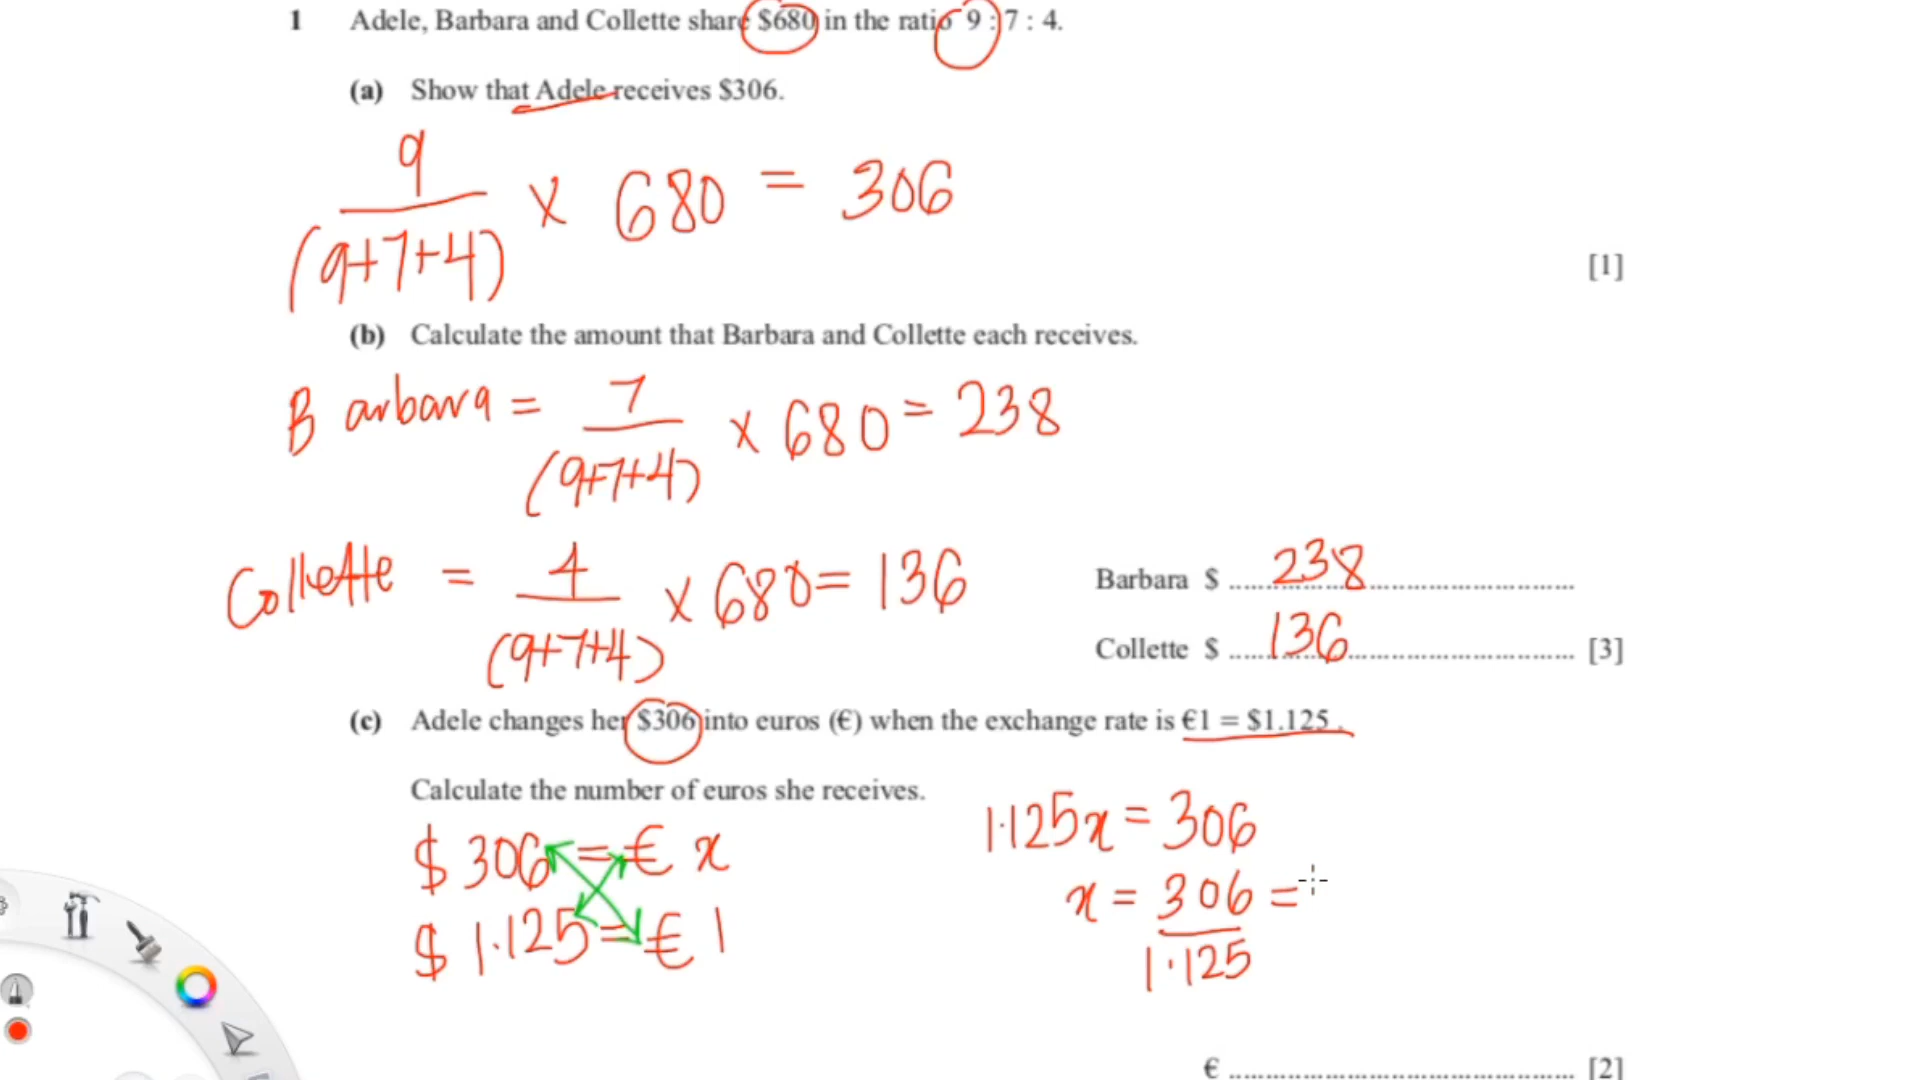 1 Adele, Barbara and Collette share $680 in the ratio 9 : 7 : 4.
(a) Show that Adele receives $306.
9
(9+7+4) × 680 = 306
[1]
(b) Calculate the amount that Barbara and Collette each receives.
Barbara = 7
(9+7+4) × 680 = 238
Collette = 4
(9+7+4) × 680 = 136
Barbara $ 238
Collette $ 136 [3]
(c) Adele changes her $306 into euros (€) when the exchange rate is €1 = $1.125 .
Calculate the number of euros she receives.
$ 306 = € x
$ 1.125 = € 1
1.125x = 306
x = 306 =
1.125
€ [2]